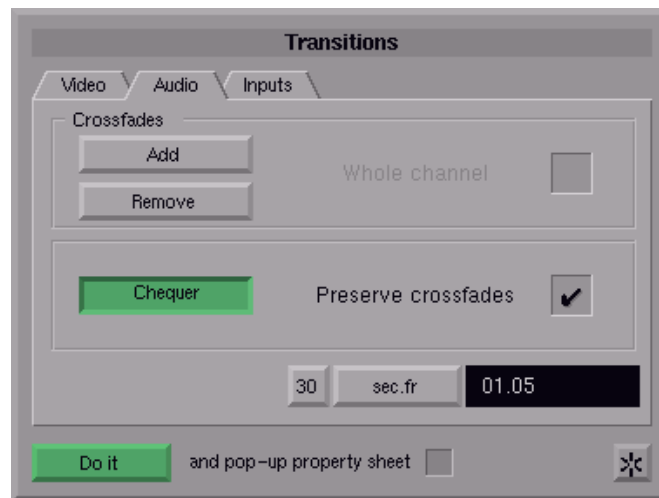 Transitions
Video Audio Inputs
Crossfades
Add
Whole channel
Remove
Chequer Preserve crossfades
30 sec.fr 01.05
Do it and pop-up property sheet